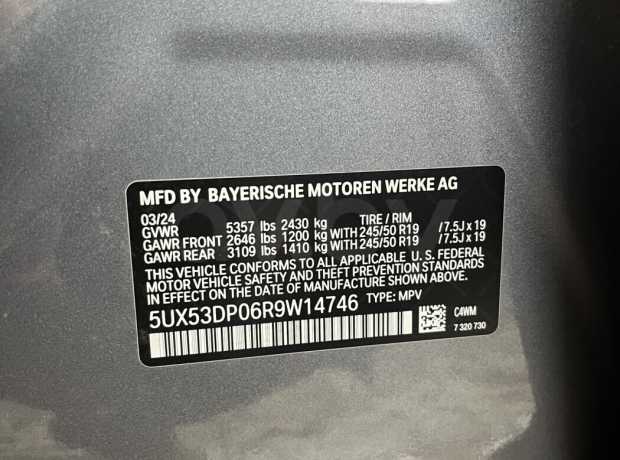 MFD BY BAYERISCHE MOTOREN WERKE AG
03/24
GVWR 5357 lbs 2430 kg TIRE / RIM
GAWR FRONT 2646 lbs 1200 kg WITH 245/50 R19 /7.5J x 19
GAWR REAR 3109 lbs 1410 kg WITH 245/50 R19 /7.5J x 19
THIS VEHICLE CONFORMS TO ALL APPLICABLE U.S. FEDERAL
MOTOR VEHICLE SAFETY AND THEFT PREVENTION STANDARDS
IN EFFECT ON THE DATE OF MANUFACTURE SHOWN ABOVE.
5UX53DP06R9W14746 TYPE: MPV
C4WM
7 320 730